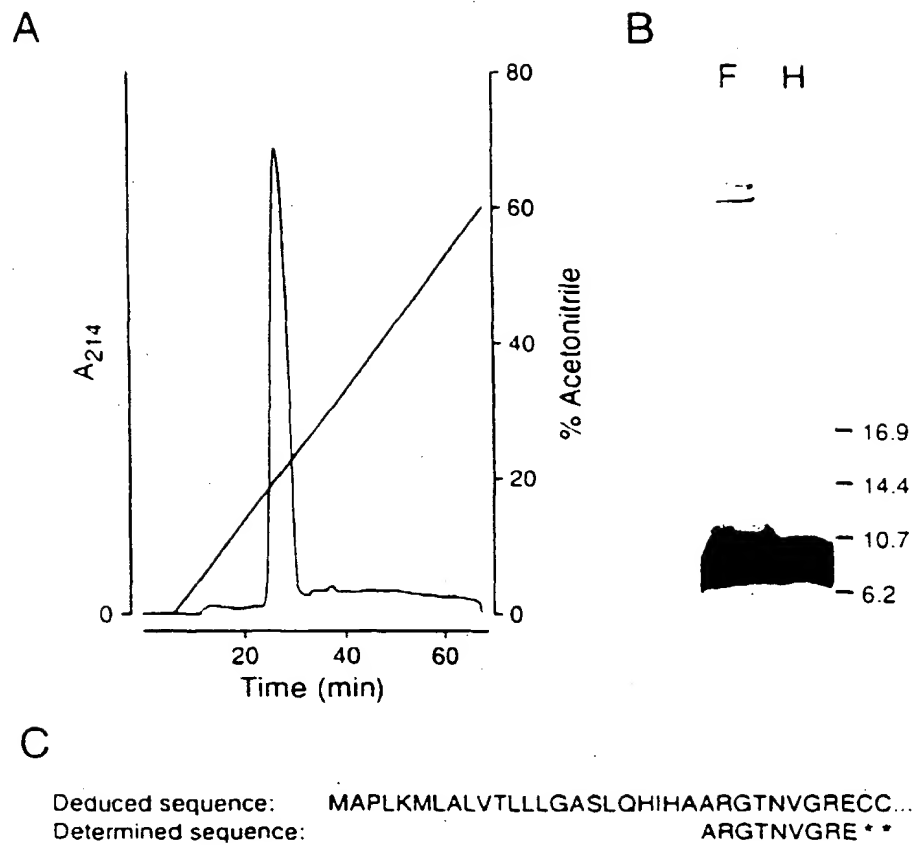 A
B
F H
80
60
40
20
0
0
A214
% Acetonitrile
20 40 60
Time (min)
16.9
14.4
10.7
6.2
C
Deduced sequence: MAPLKMLALVTLLLGASLQHIHAARGTNVGRECC...
Determined sequence: ARGTNVGRE**